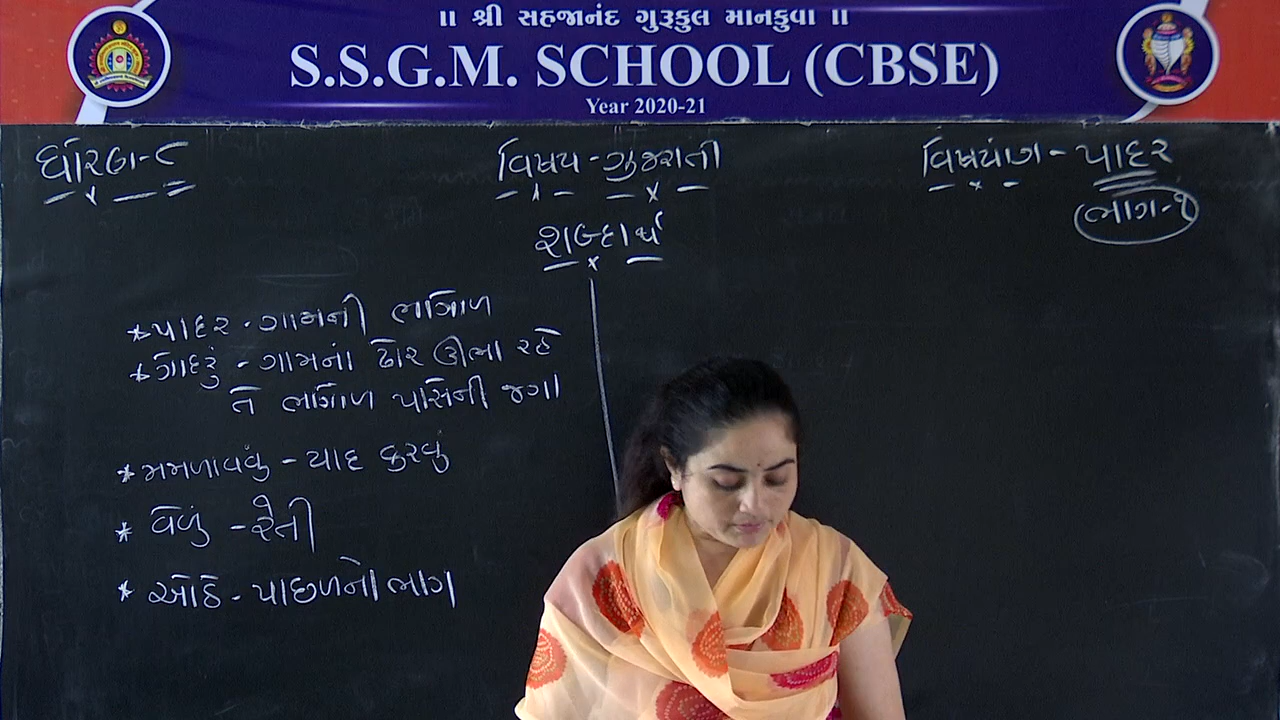 ॥ શ્રી સહજાનંદ ગુરૂકુલ માનકુવા ॥
S.S.G.M. SCHOOL (CBSE)
Year 2020-21
ધોરણ-૮
વિષય - ગુજરાતી
વિષયાંગ - પાદર
ભાગ-૧
શબ્દાર્થ
* પાદર - ગામની ભાગોળ
* ગોંદરું - ગામનાં ઢોર ઊભા રહે
તે ભાગોળ પાસેની જગા
* મમળાવવું - યાદ કરવું
* વેળું - રેતી
* ઓઠે - પાછળનો ભાગ